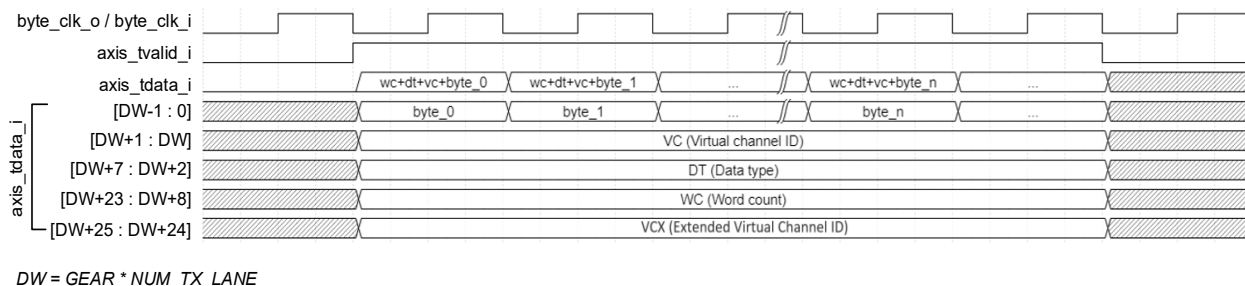 byte_clk_o / byte_clk_i
axis_tvalid_i
axis_tdata_i wc+dt+vc+byte_0 wc+dt+vc+byte_1 ... wc+dt+vc+byte_n ...
axis_tdata_i
[DW-1 : 0] byte_0 byte_1 ... byte_n ...
[DW+1 : DW] VC (Virtual channel ID)
[DW+7 : DW+2] DT (Data type)
[DW+23 : DW+8] WC (Word count)
[DW+25 : DW+24] VCX (Extended Virtual Channel ID)
DW = GEAR * NUM_TX_LANE